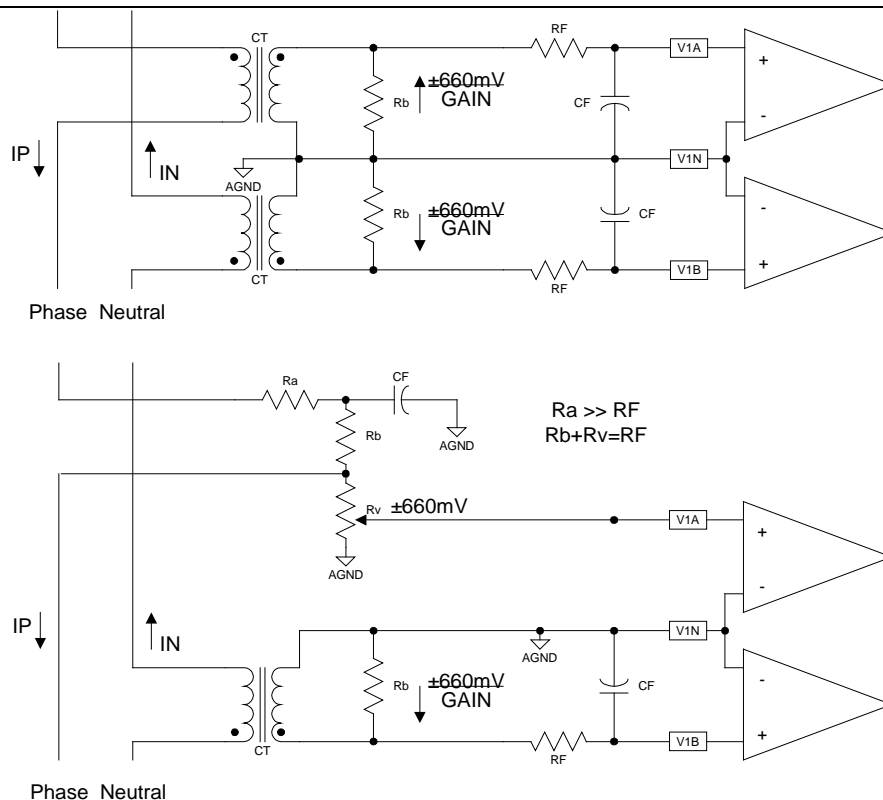 CT
RF
V1A
+
Rb
±660mV
GAIN
CF
-
IP
IN
AGND
V1N
Rb
±660mV
GAIN
CF
-
+
CT
RF
V1B
Phase Neutral
Ra
CF
Ra >> RF
Rb+Rv=RF
Rb
AGND
Rv
±660mV
V1A
+
AGND
-
IP
IN
V1N
AGND
Rb
±660mV
GAIN
CF
-
+
CT
RF
V1B
Phase Neutral